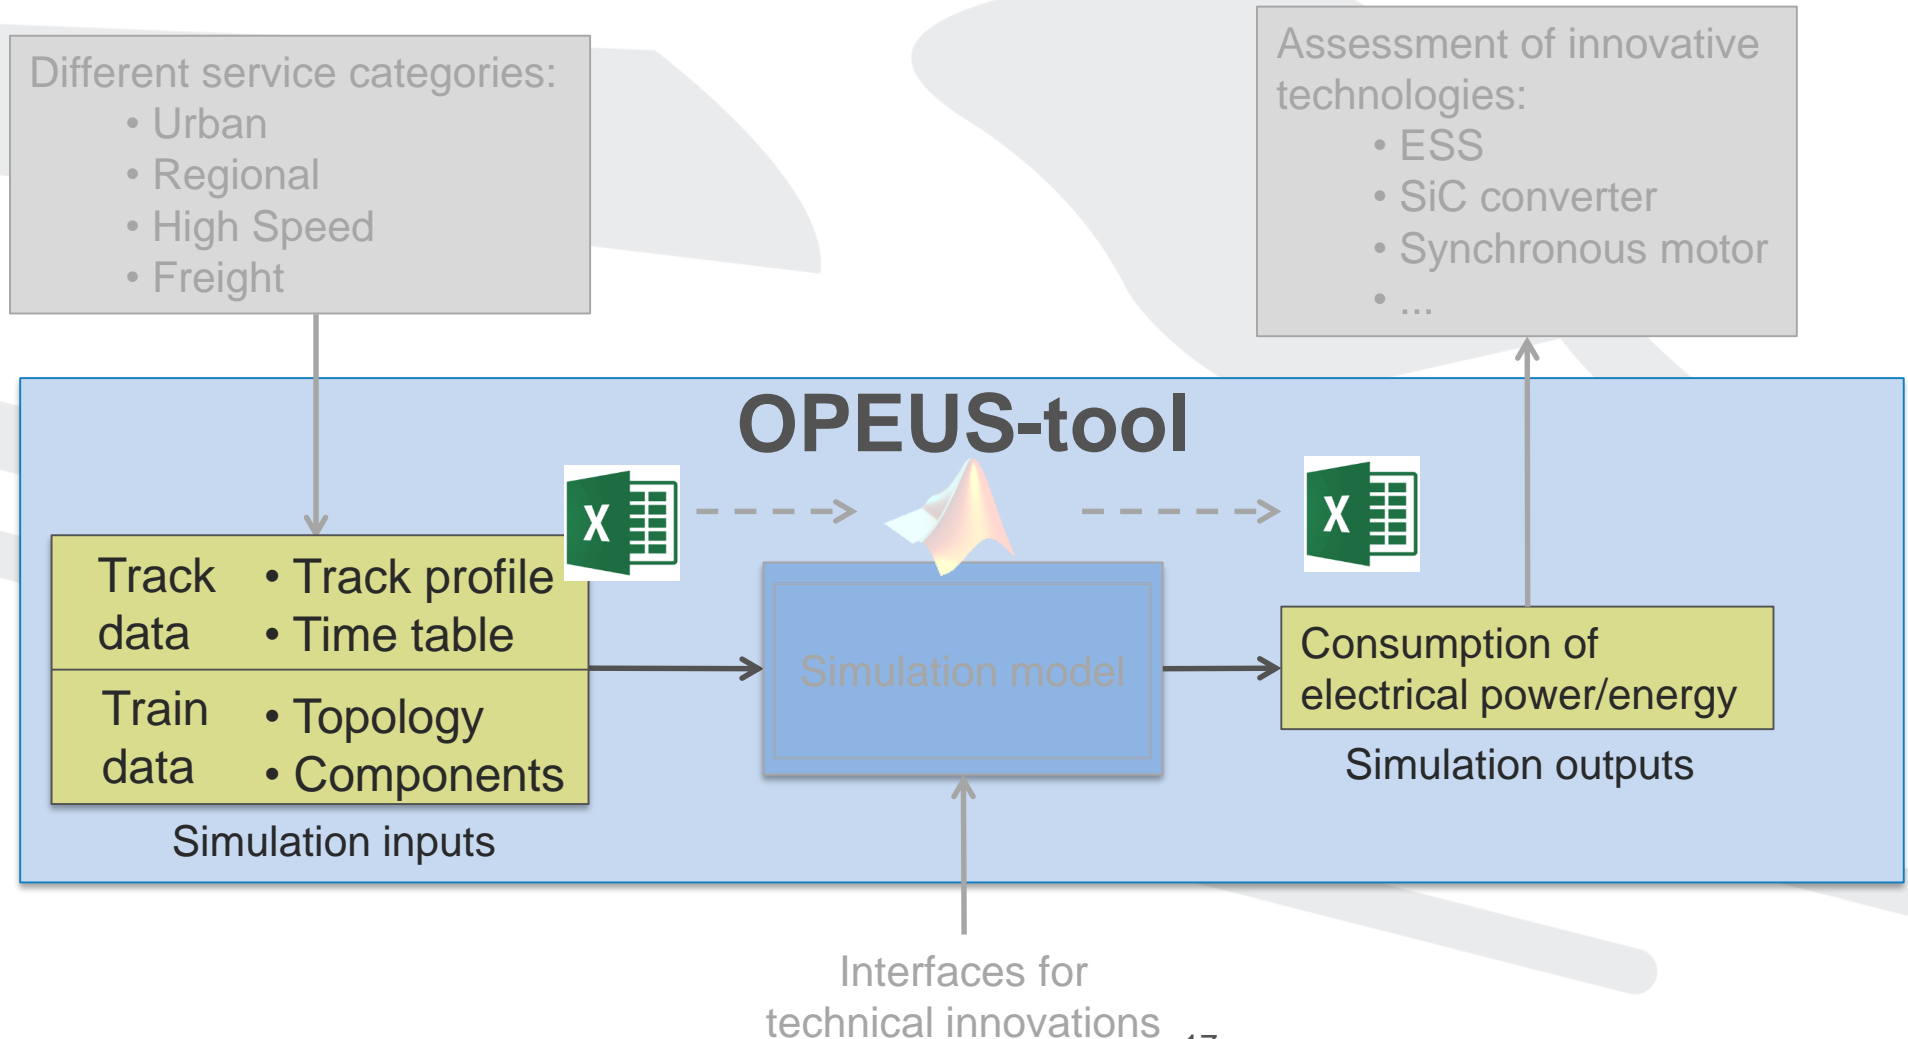 Different service categories:
• Urban
• Regional
• High Speed
• Freight
Assessment of innovative
technologies:
• ESS
• SiC converter
• Synchronous motor
• ...
OPEUS-tool
X
X
Track
data
• Track profile
• Time table
Train
data
• Topology
• Components
Simulation inputs
Simulation model
Consumption of
electrical power/energy
Simulation outputs
Interfaces for
technical innovations
17